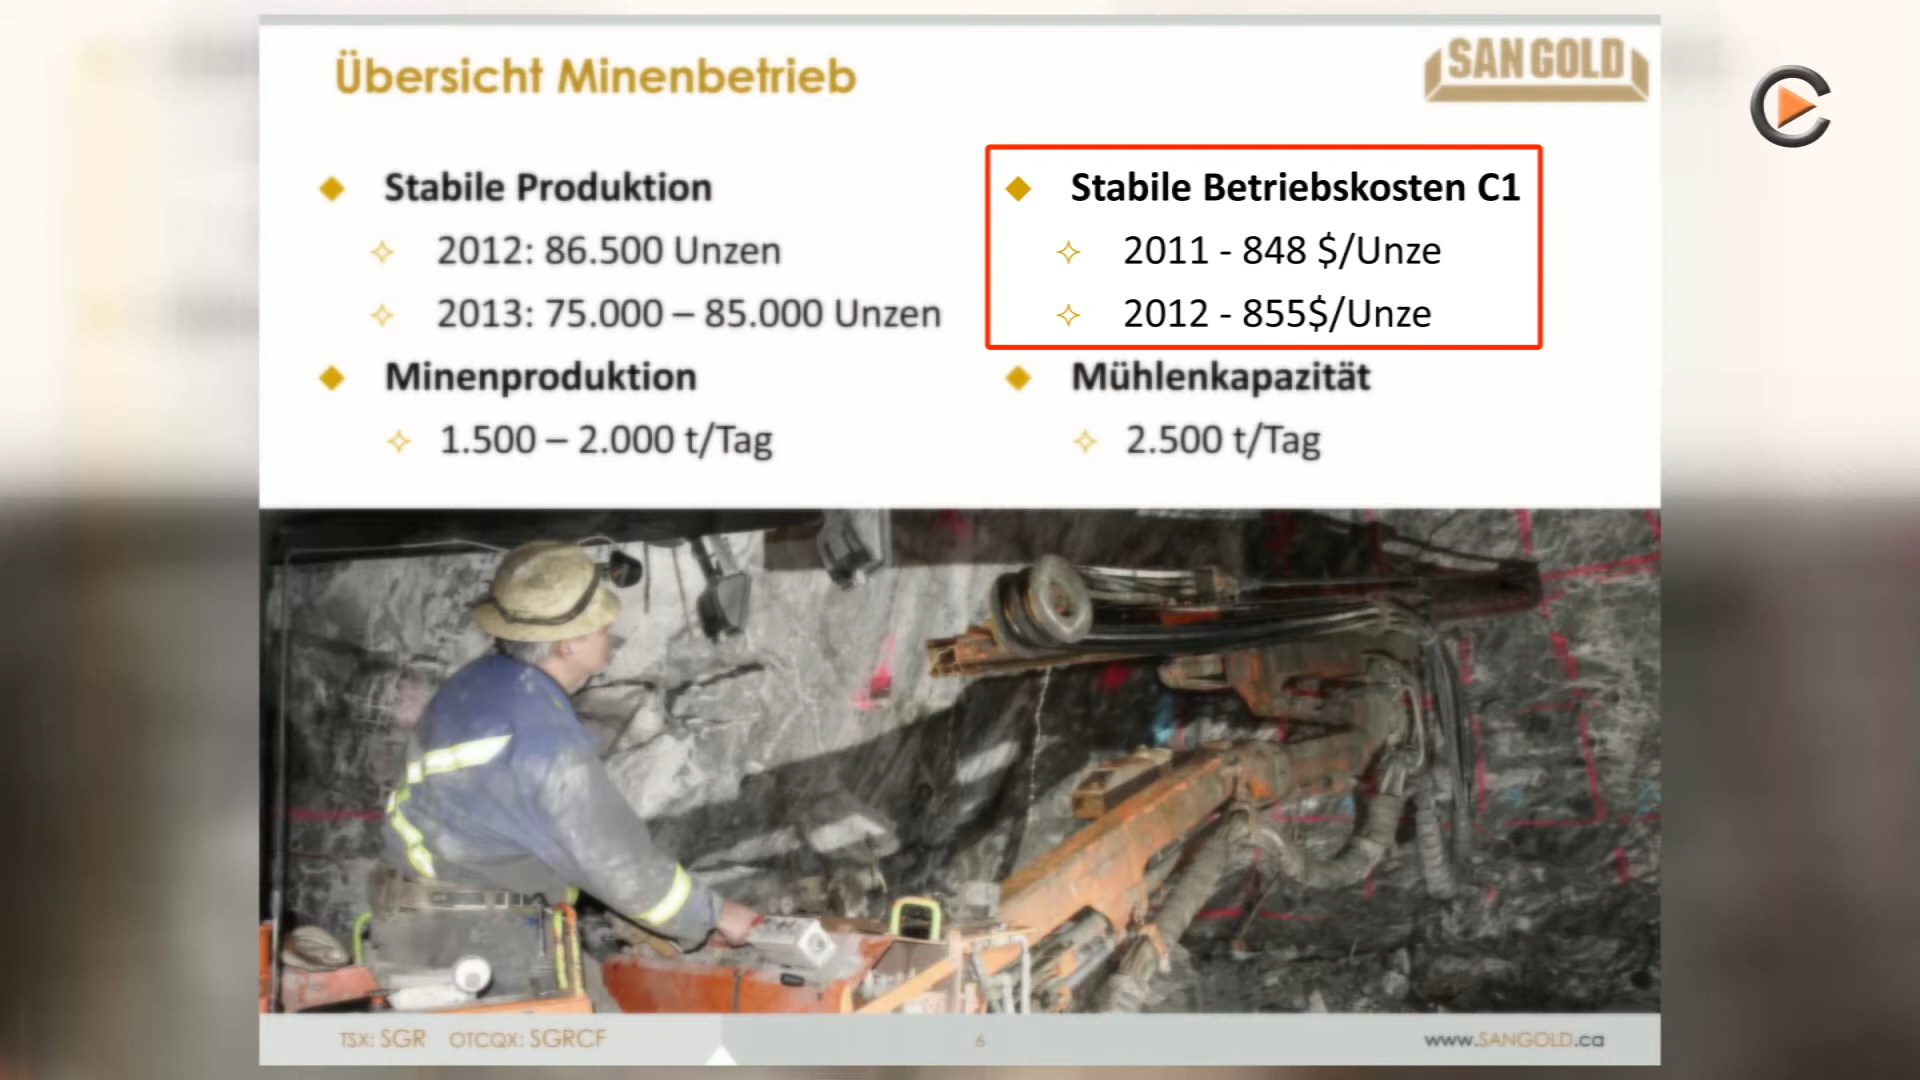 Übersicht Minenbetrieb
SAN GOLD
Stabile Produktion
2012: 86.500 Unzen
2013: 75.000 – 85.000 Unzen
Minenproduktion
1.500 – 2.000 t/Tag
Stabile Betriebskosten C1
2011 - 848 $/Unze
2012 - 855$/Unze
Mühlenkapazität
2.500 t/Tag
TSX: SGR OTCQX: SGRCF
6
www.SANGOLD.ca